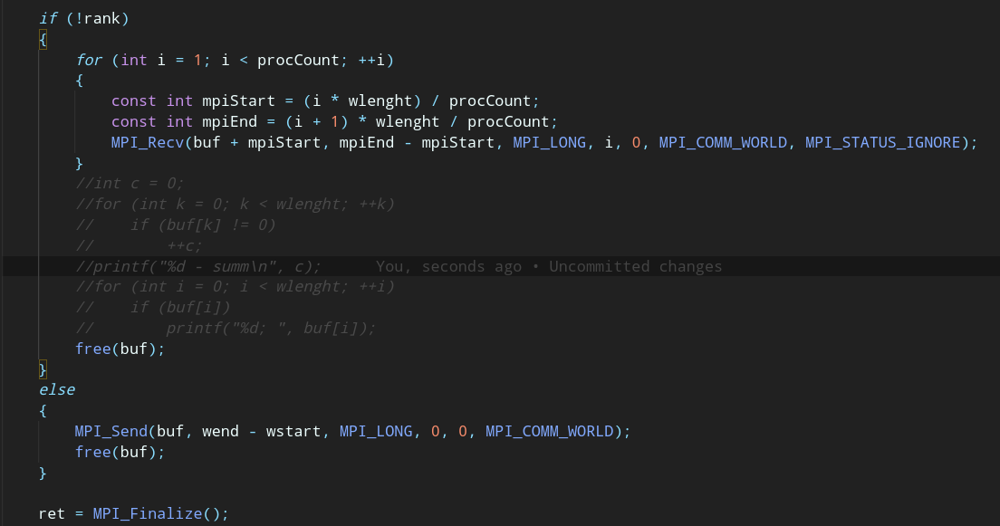 if (!rank)
{
for (int i = 1; i < procCount; ++i)
{
const int mpiStart = (i * wlenght) / procCount;
const int mpiEnd = (i + 1) * wlenght / procCount;
MPI_Recv(buf + mpiStart, mpiEnd - mpiStart, MPI_LONG, i, 0, MPI_COMM_WORLD, MPI_STATUS_IGNORE);
}
//int c = 0;
//for (int k = 0; k < wlenght; ++k)
//    if (buf[k] != 0)
//        ++c;
//printf("%d - summ\n", c);      You, seconds ago • Uncommitted changes
//for (int i = 0; i < wlenght; ++i)
//    if (buf[i])
//        printf("%d; ", buf[i]);
free(buf);
}
else
{
MPI_Send(buf, wend - wstart, MPI_LONG, 0, 0, MPI_COMM_WORLD);
free(buf);
}
ret = MPI_Finalize();